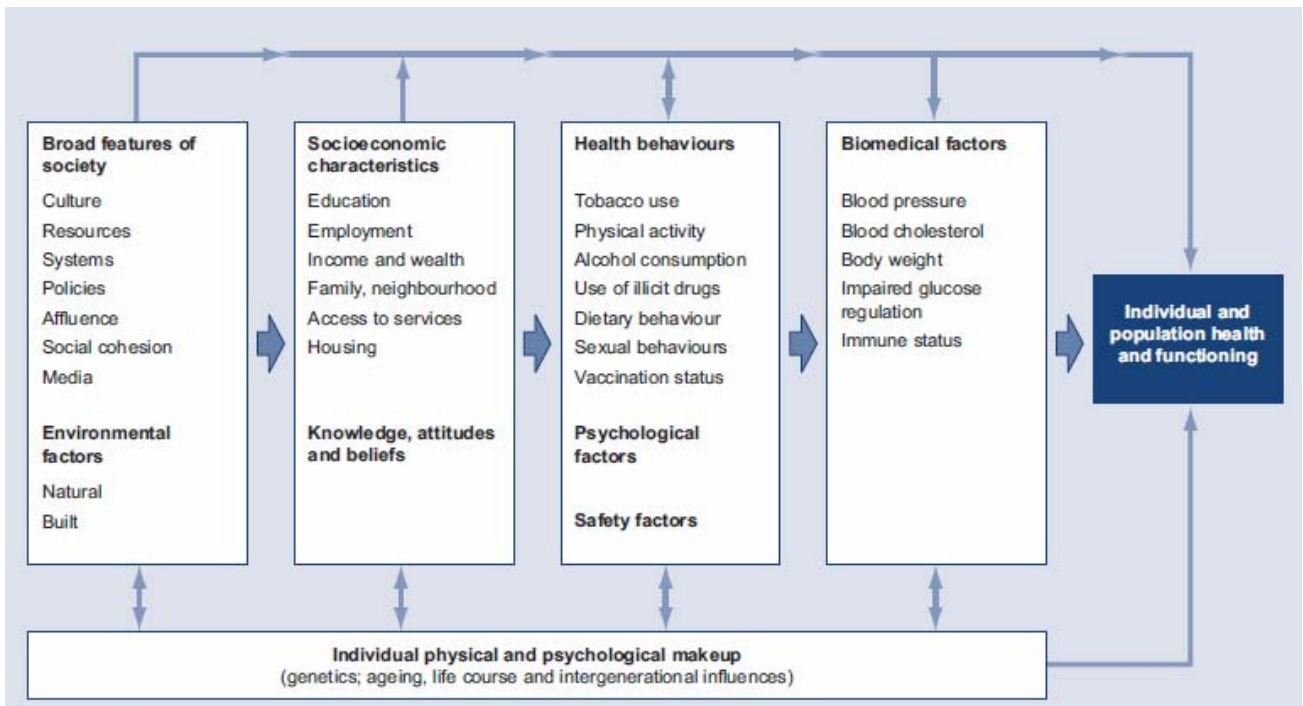 Broad features of
society
Culture
Resources
Systems
Policies
Affluence
Social cohesion
Media
Environmental
factors
Natural
Built
Socioeconomic
characteristics
Education
Employment
Income and wealth
Family, neighbourhood
Access to services
Housing
Knowledge, attitudes
and beliefs
Health behaviours
Tobacco use
Physical activity
Alcohol consumption
Use of illicit drugs
Dietary behaviour
Sexual behaviours
Vaccination status
Psychological
factors
Safety factors
Biomedical factors
Blood pressure
Blood cholesterol
Body weight
Impaired glucose
regulation
Immune status
Individual and
population health
and functioning
Individual physical and psychological makeup
(genetics; ageing, life course and intergenerational influences)